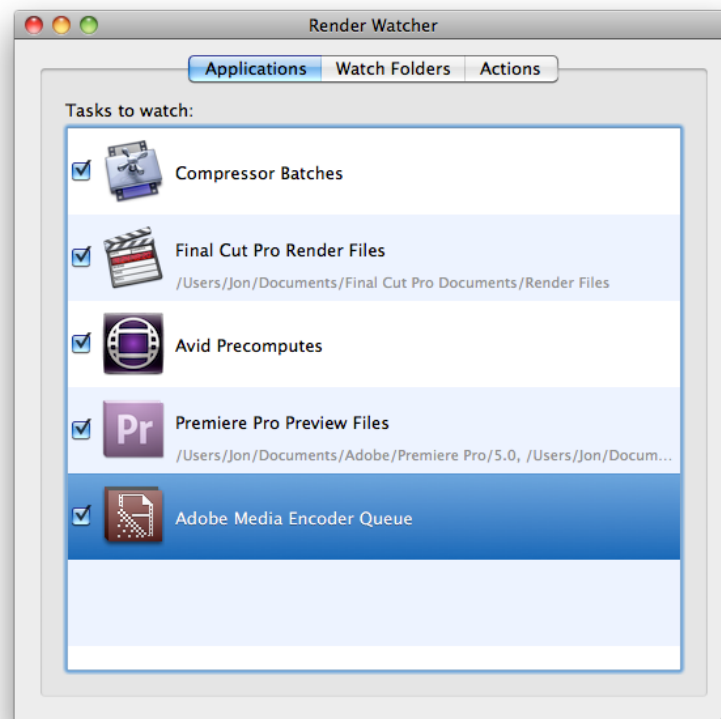 Render Watcher
Applications Watch Folders Actions
Tasks to watch:
Compressor Batches
Final Cut Pro Render Files
/Users/Jon/Documents/Final Cut Pro Documents/Render Files
Avid Precomputes
Pr
Premiere Pro Preview Files
/Users/Jon/Documents/Adobe/Premiere Pro/5.0, /Users/Jon/Docum...
Adobe Media Encoder Queue